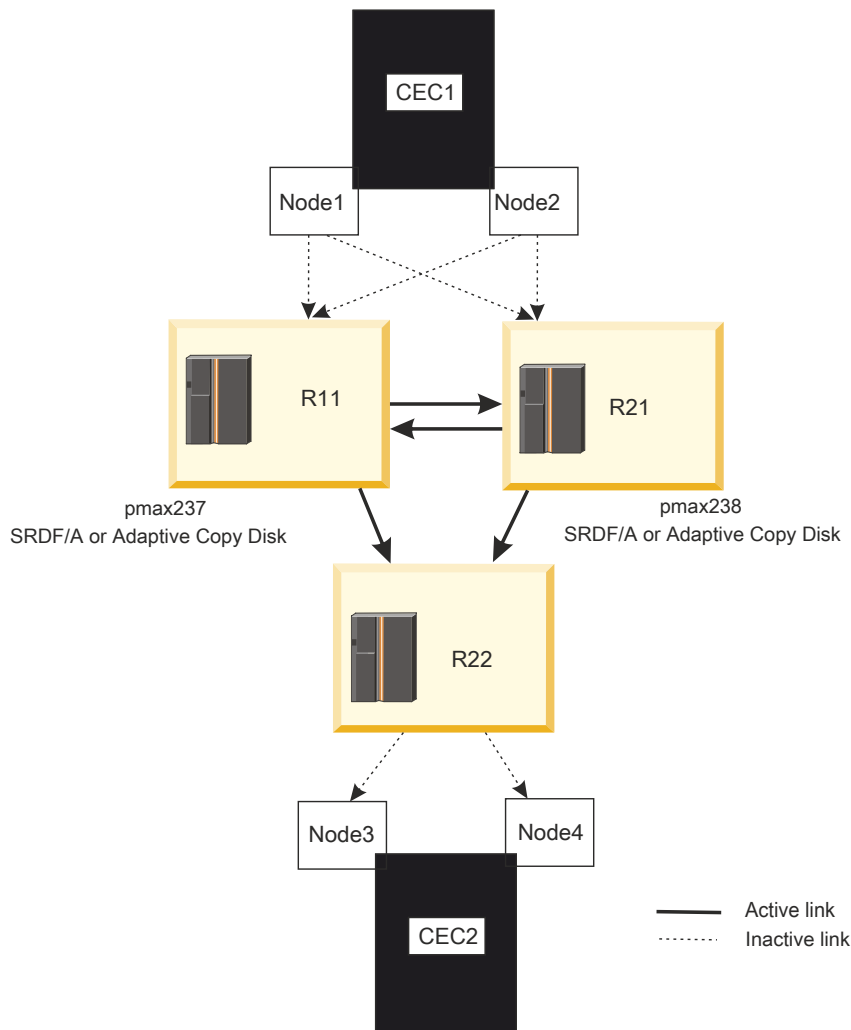 CEC1
Node1
Node2
R11
R21
pmax237
SRDF/A or Adaptive Copy Disk
pmax238
SRDF/A or Adaptive Copy Disk
R22
Node3
Node4
CEC2
Active link
Inactive link